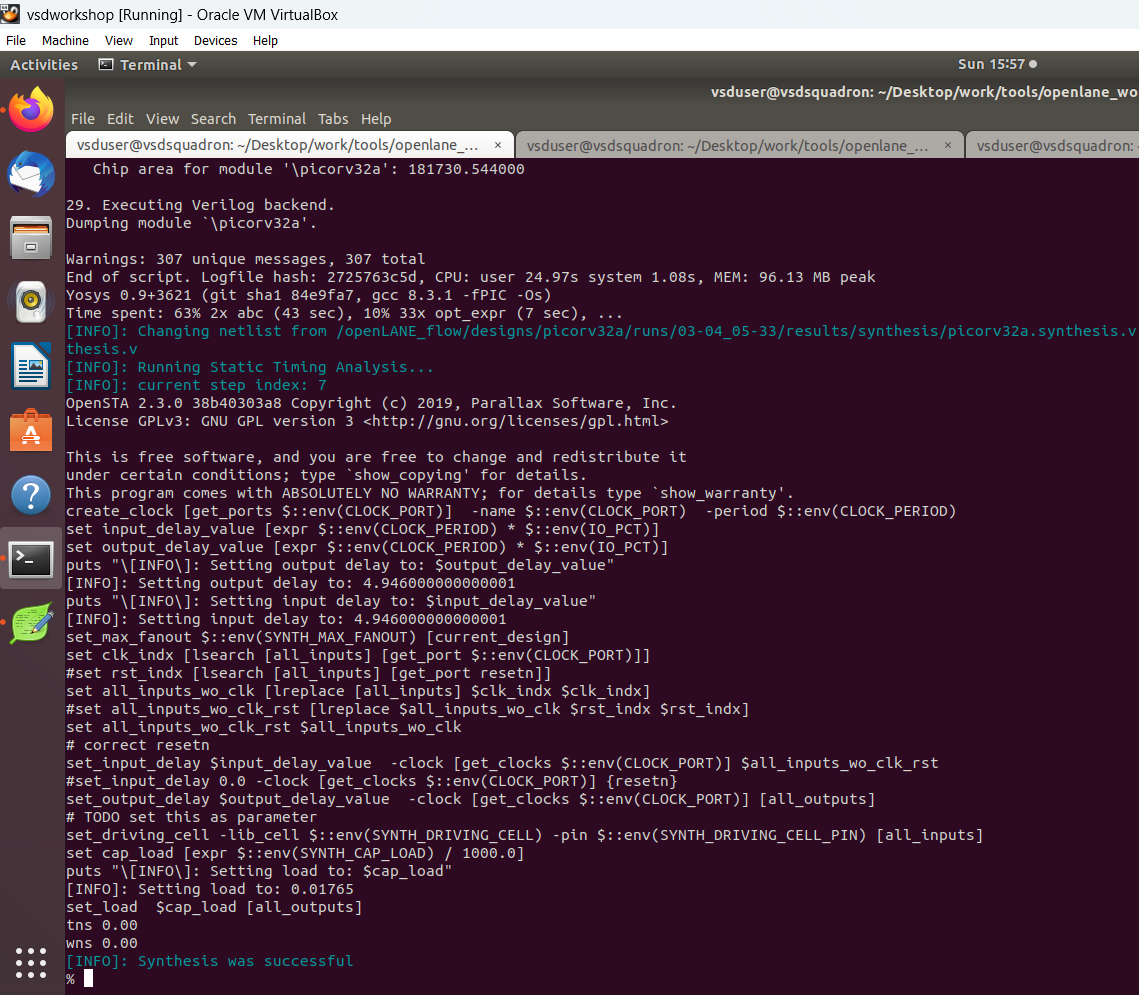 vsdworkshop [Running] - Oracle VM VirtualBox
File Machine View Input Devices Help
Activities Terminal Sun 15:57
vsduser@vsdsquadron: ~/Desktop/work/tools/openlane_wo
File Edit View Search Terminal Tabs Help
vsduser@vsdsquadron: ~/Desktop/work/tools/openlane_... × vsduser@vsdsquadron: ~/Desktop/work/tools/openlane_... × vsduser@vsdsquadron:
   Chip area for module '\picorv32a': 181730.544000
29. Executing Verilog backend.
Dumping module `\picorv32a'.
Warnings: 307 unique messages, 307 total
End of script. Logfile hash: 2725763c5d, CPU: user 24.97s system 1.08s, MEM: 96.13 MB peak
Yosys 0.9+3621 (git sha1 84e9fa7, gcc 8.3.1 -fPIC -Os)
Time spent: 63% 2x abc (43 sec), 10% 33x opt_expr (7 sec), ...
[INFO]: Changing netlist from /openLANE_flow/designs/picorv32a/runs/03-04_05-33/results/synthesis/picorv32a.synthesis.v
thesis.v
[INFO]: Running Static Timing Analysis...
[INFO]: current step index: 7
OpenSTA 2.3.0 38b40303a8 Copyright (c) 2019, Parallax Software, Inc.
License GPLv3: GNU GPL version 3 <http://gnu.org/licenses/gpl.html>
This is free software, and you are free to change and redistribute it
under certain conditions; type `show_copying' for details.
This program comes with ABSOLUTELY NO WARRANTY; for details type `show_warranty'.
create_clock [get_ports $::env(CLOCK_PORT)]  -name $::env(CLOCK_PORT)  -period $::env(CLOCK_PERIOD)
set input_delay_value [expr $::env(CLOCK_PERIOD) * $::env(IO_PCT)]
set output_delay_value [expr $::env(CLOCK_PERIOD) * $::env(IO_PCT)]
puts "\[INFO\]: Setting output delay to: $output_delay_value"
[INFO]: Setting output delay to: 4.946000000000001
puts "\[INFO\]: Setting input delay to: $input_delay_value"
[INFO]: Setting input delay to: 4.946000000000001
set_max_fanout $::env(SYNTH_MAX_FANOUT) [current_design]
set clk_indx [lsearch [all_inputs] [get_port $::env(CLOCK_PORT)]]
#set rst_indx [lsearch [all_inputs] [get_port resetn]]
set all_inputs_wo_clk [lreplace [all_inputs] $clk_indx $clk_indx]
#set all_inputs_wo_clk_rst [lreplace $all_inputs_wo_clk $rst_indx $rst_indx]
set all_inputs_wo_clk_rst $all_inputs_wo_clk
# correct resetn
set_input_delay $input_delay_value  -clock [get_clocks $::env(CLOCK_PORT)] $all_inputs_wo_clk_rst
#set_input_delay 0.0 -clock [get_clocks $::env(CLOCK_PORT)] {resetn}
set_output_delay $output_delay_value  -clock [get_clocks $::env(CLOCK_PORT)] [all_outputs]
# TODO set this as parameter
set_driving_cell -lib_cell $::env(SYNTH_DRIVING_CELL) -pin $::env(SYNTH_DRIVING_CELL_PIN) [all_inputs]
set cap_load [expr $::env(SYNTH_CAP_LOAD) / 1000.0]
puts "\[INFO\]: Setting load to: $cap_load"
[INFO]: Setting load to: 0.01765
set_load  $cap_load [all_outputs]
tns 0.00
wns 0.00
[INFO]: Synthesis was successful
%